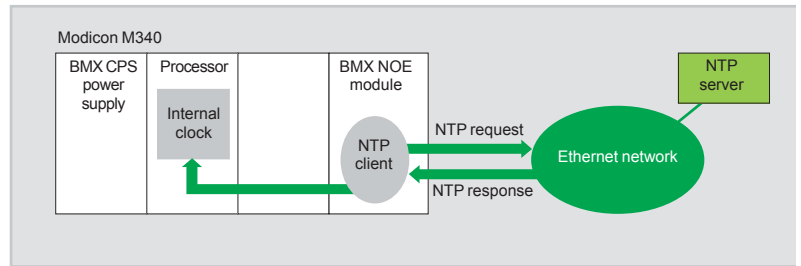 Modicon M340
BMX CPS
power
supply
Processor
BMX NOE
module
NTP
server
Internal
clock
NTP
client
NTP request
Ethernet network
NTP response